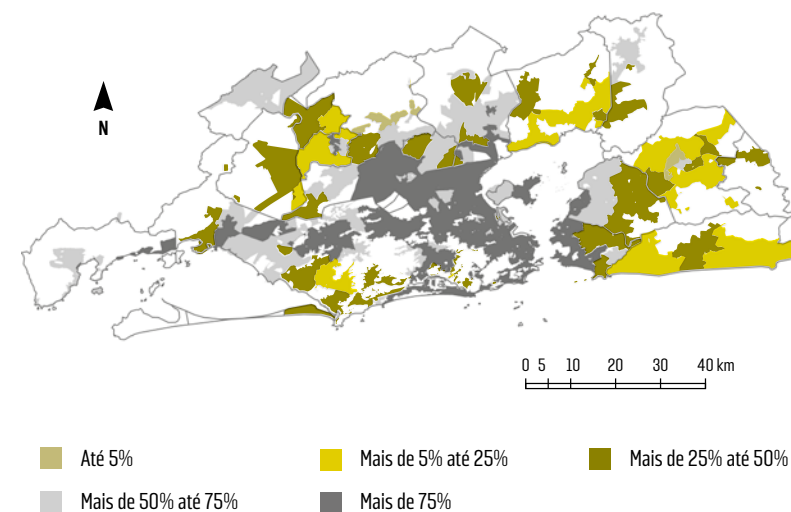 N
0 5 10 20 30 40 km
Até 5% Mais de 5% até 25% Mais de 25% até 50%
Mais de 50% até 75% Mais de 75%